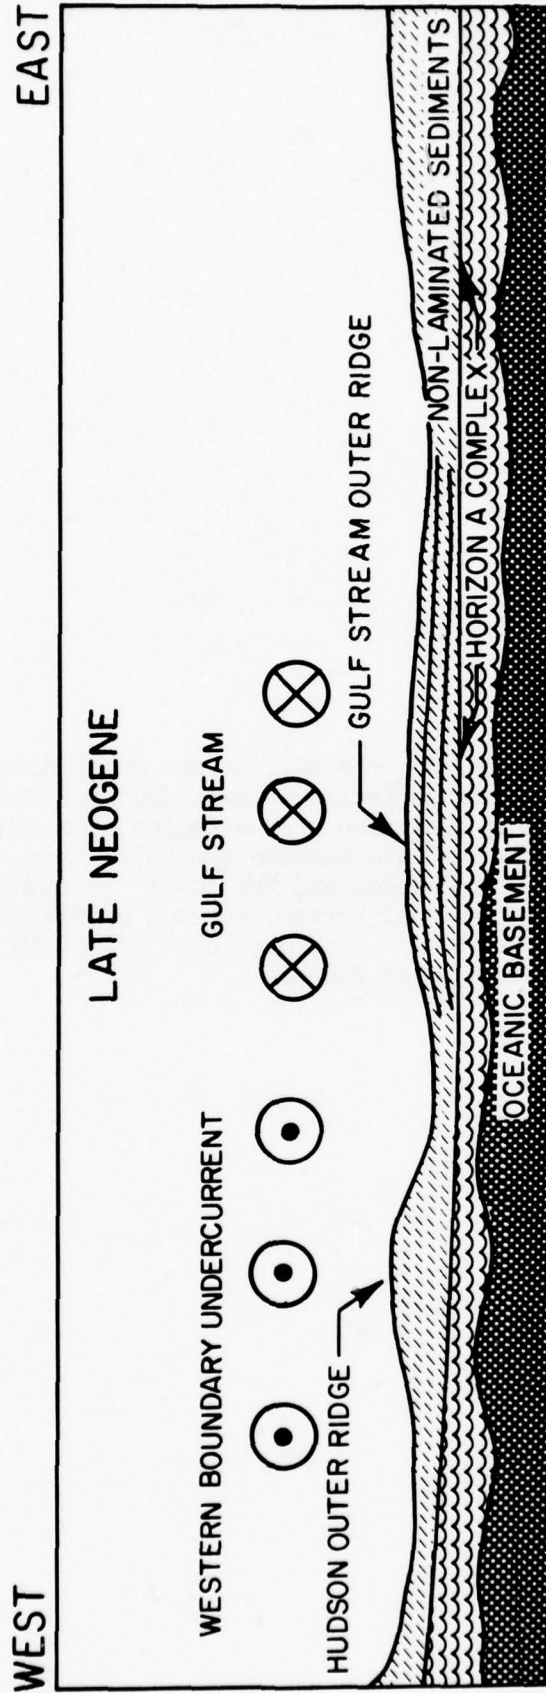 WEST
EAST
LATE NEOGENE
WESTERN BOUNDARY UNDERCURRENT
GULF STREAM
HUDSON OUTER RIDGE
GULF STREAM OUTER RIDGE
NON-LAMINATED SEDIMENTS
HORIZON A COMPLEX
OCEANIC BASEMENT